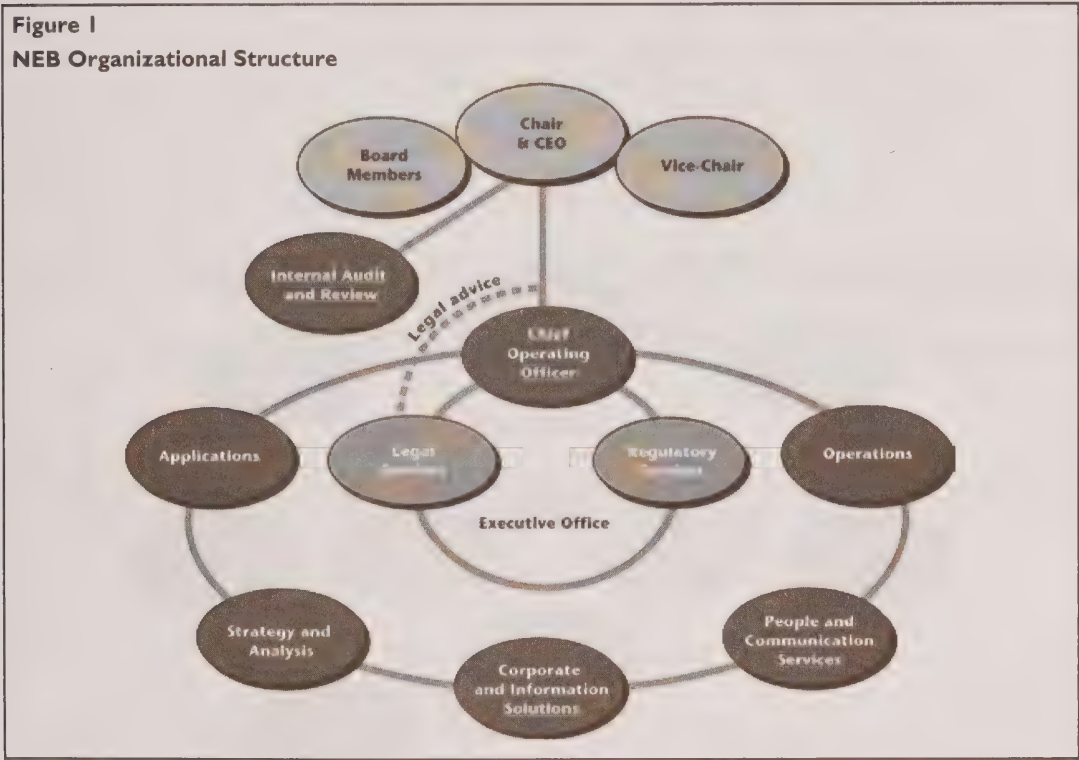 Figure 1
NEB Organizational Structure
Chair
& CEO
Board
Members
Vice-Chair
Internal Audit
and Review
Legal advice
Chief
Operating
Officer
Applications
Legal
Regulatory
Operations
Executive Office
Strategy and
Analysis
People and
Communication
Services
Corporate
and Information
Solutions